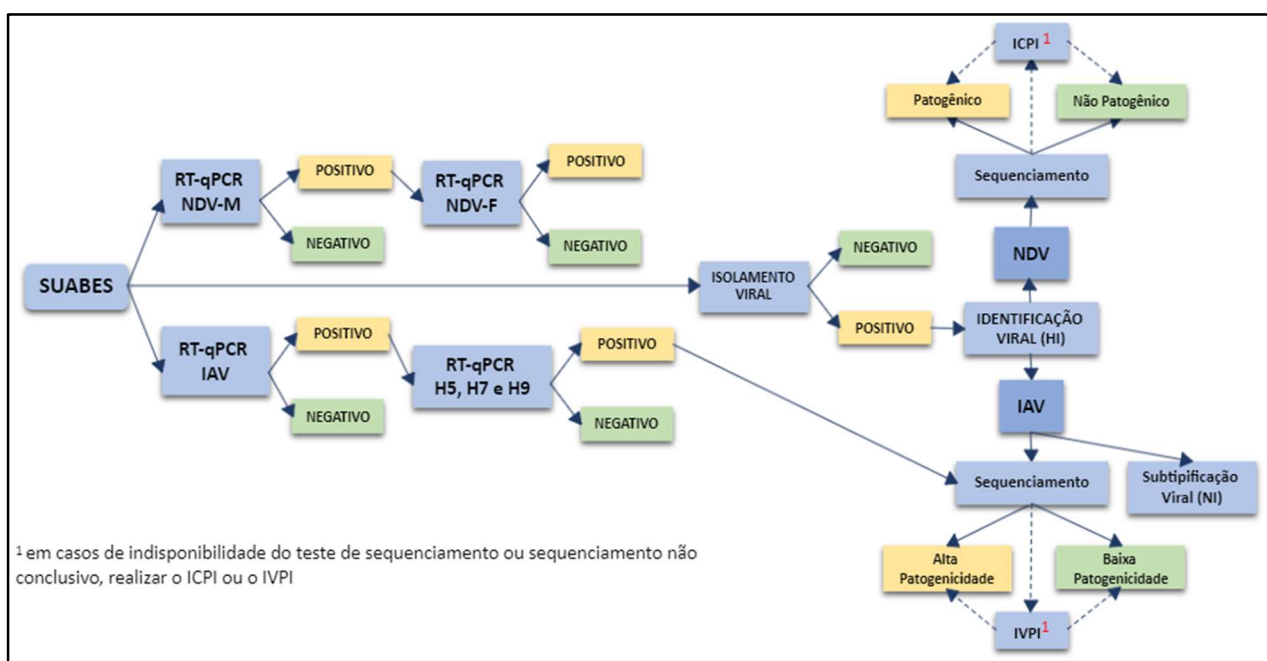 ICPI 1
Patogênico
Não Patogênico
Sequenciamento
NDV
RT-qPCR
NDV-M
POSITIVO
NEGATIVO
RT-qPCR
NDV-F
POSITIVO
NEGATIVO
SUABES
ISOLAMENTO
VIRAL
NEGATIVO
POSITIVO
IDENTIFICAÇÃO
VIRAL (HI)
RT-qPCR
IAV
POSITIVO
NEGATIVO
RT-qPCR
H5, H7 e H9
POSITIVO
NEGATIVO
IAV
Sequenciamento
Subtipificação
Viral (NI)
Alta
Patogenicidade
Baixa
Patogenicidade
IVPI 1
1 em casos de indisponibilidade do teste de sequenciamento ou sequenciamento não
conclusivo, realizar o ICPI ou o IVPI